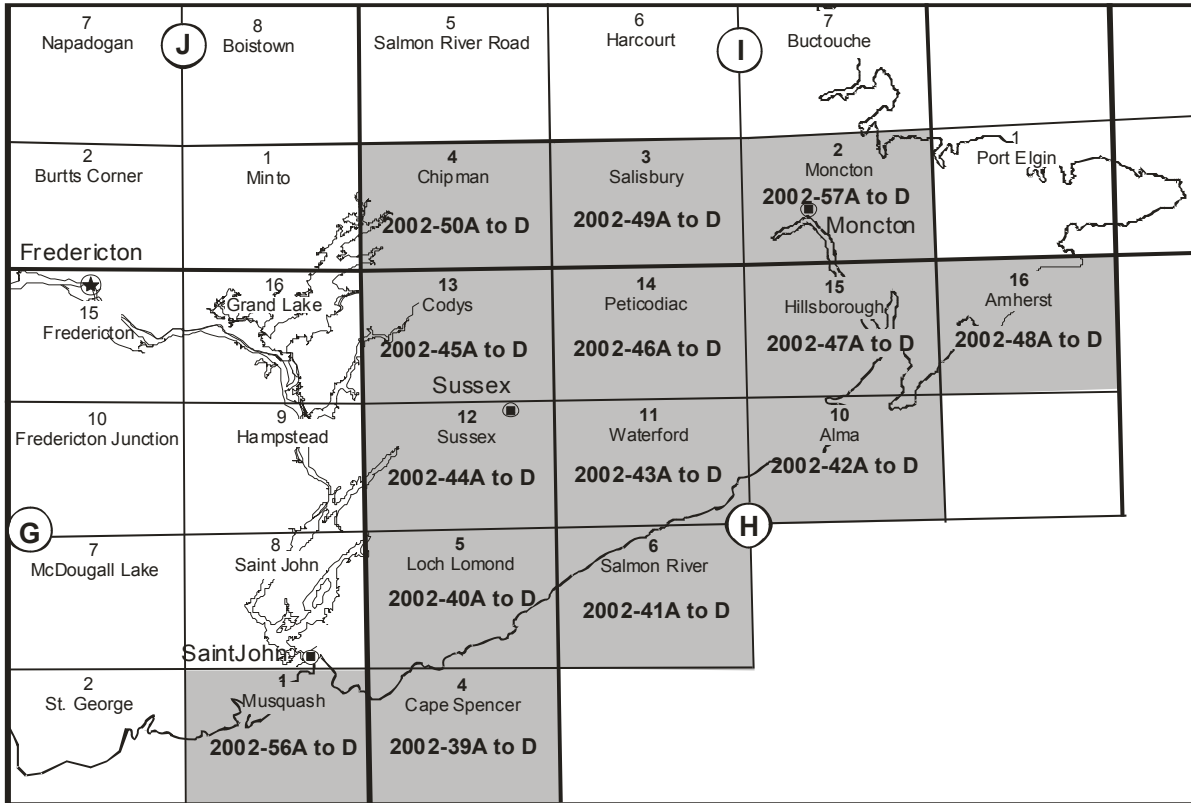 7
Napadogan
J
8
Boistown
5
Salmon River Road
6
Harcourt
I
7
Buctouche
2
Burtts Corner
1
Minto
4
Chipman
2002-50A to D
3
Salisbury
2002-49A to D
2
Moncton
2002-57A to D
Moncton
1
Port Elgin
Fredericton
15
Fredericton
16
Grand Lake
13
Codys
2002-45A to D
14
Peticodiac
2002-46A to D
15
Hillsborough
2002-47A to D
16
Amherst
2002-48A to D
Sussex
10
Fredericton Junction
9
Hampstead
12
Sussex
2002-44A to D
11
Waterford
2002-43A to D
10
Alma
2002-42A to D
G
H
7
McDougall Lake
8
Saint John
5
Loch Lomond
2002-40A to D
6
Salmon River
2002-41A to D
SaintJohn
2
St. George
1
Musquash
2002-56A to D
4
Cape Spencer
2002-39A to D